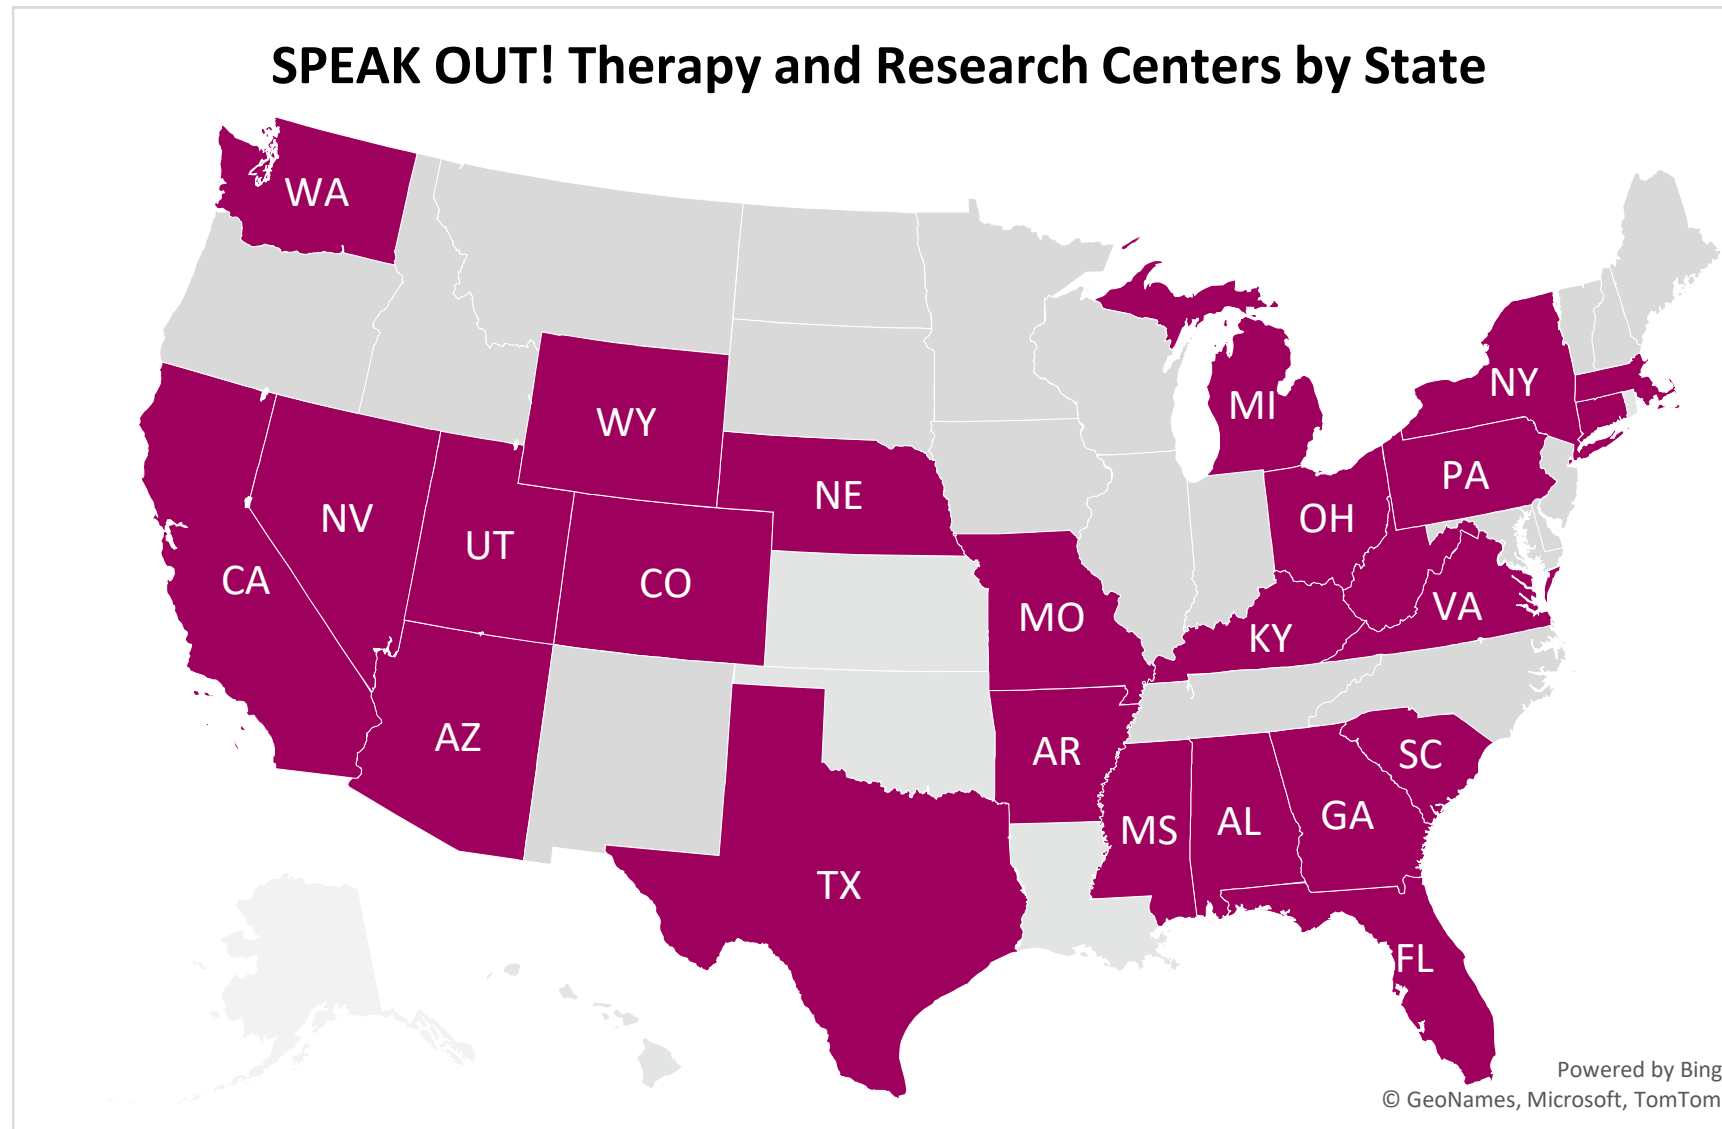 SPEAK OUT! Therapy and Research Centers by State
WA
NY
MI
WY
PA
NE
OH
NV
UT
CA
CO
VA
MO
KY
AZ
AR
SC
GA
AL
MS
TX
FL
Powered by Bing
© GeoNames, Microsoft, TomTom